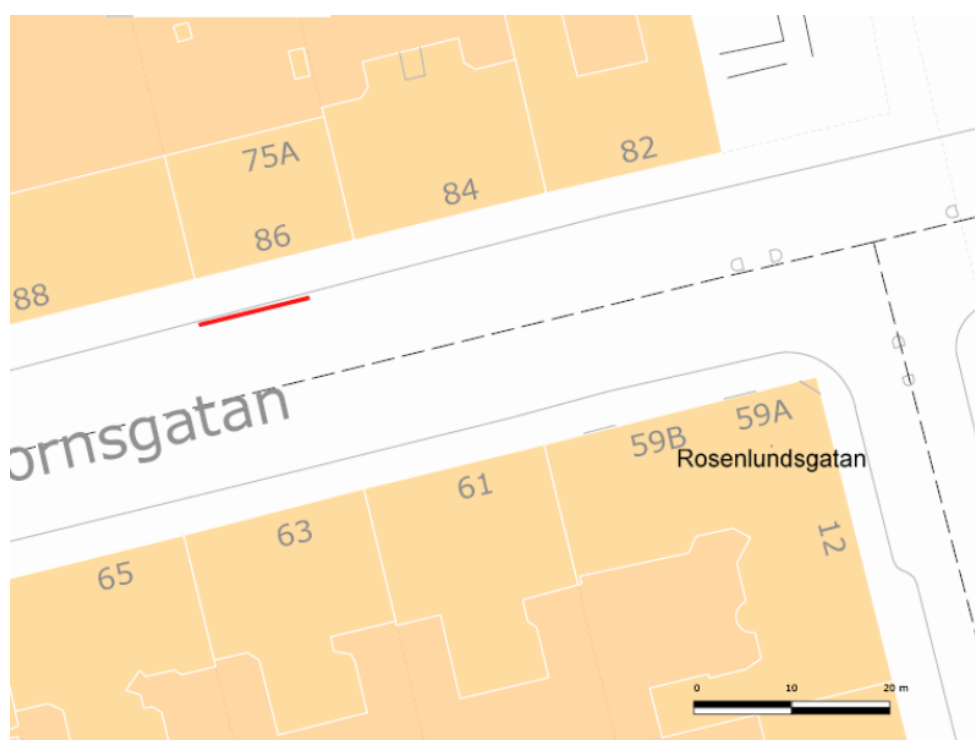 75A
82
84
86
88
ornsgatan
59A
59B
Rosenlundsgatan
61
63
12
65
0 10 20 m